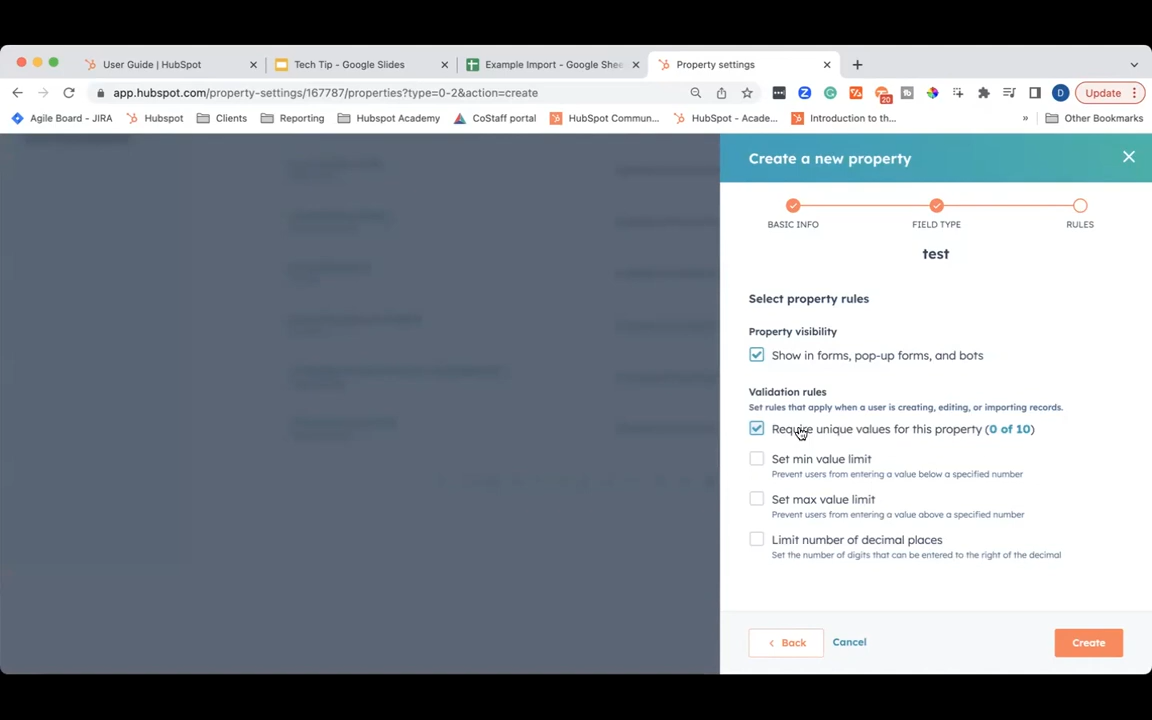 User Guide | HubSpot
Tech Tip - Google Slides
Example Import - Google Shee
Property settings
app.hubspot.com/property-settings/167787/properties?type=0-2&action=create
20
D
Update
Agile Board - JIRA
Hubspot
Clients
Reporting
Hubspot Academy
CoStaff portal
HubSpot Commun...
HubSpot - Acade...
Introduction to th...
»
Other Bookmarks
Create a new property
BASIC INFO
FIELD TYPE
RULES
test
Select property rules
Property visibility
Show in forms, pop-up forms, and bots
Validation rules
Set rules that apply when a user is creating, editing, or importing records.
Require unique values for this property (0 of 10)
Set min value limit
Prevent users from entering a value below a specified number
Set max value limit
Prevent users from entering a value above a specified number
Limit number of decimal places
Set the number of digits that can be entered to the right of the decimal
Back
Cancel
Create